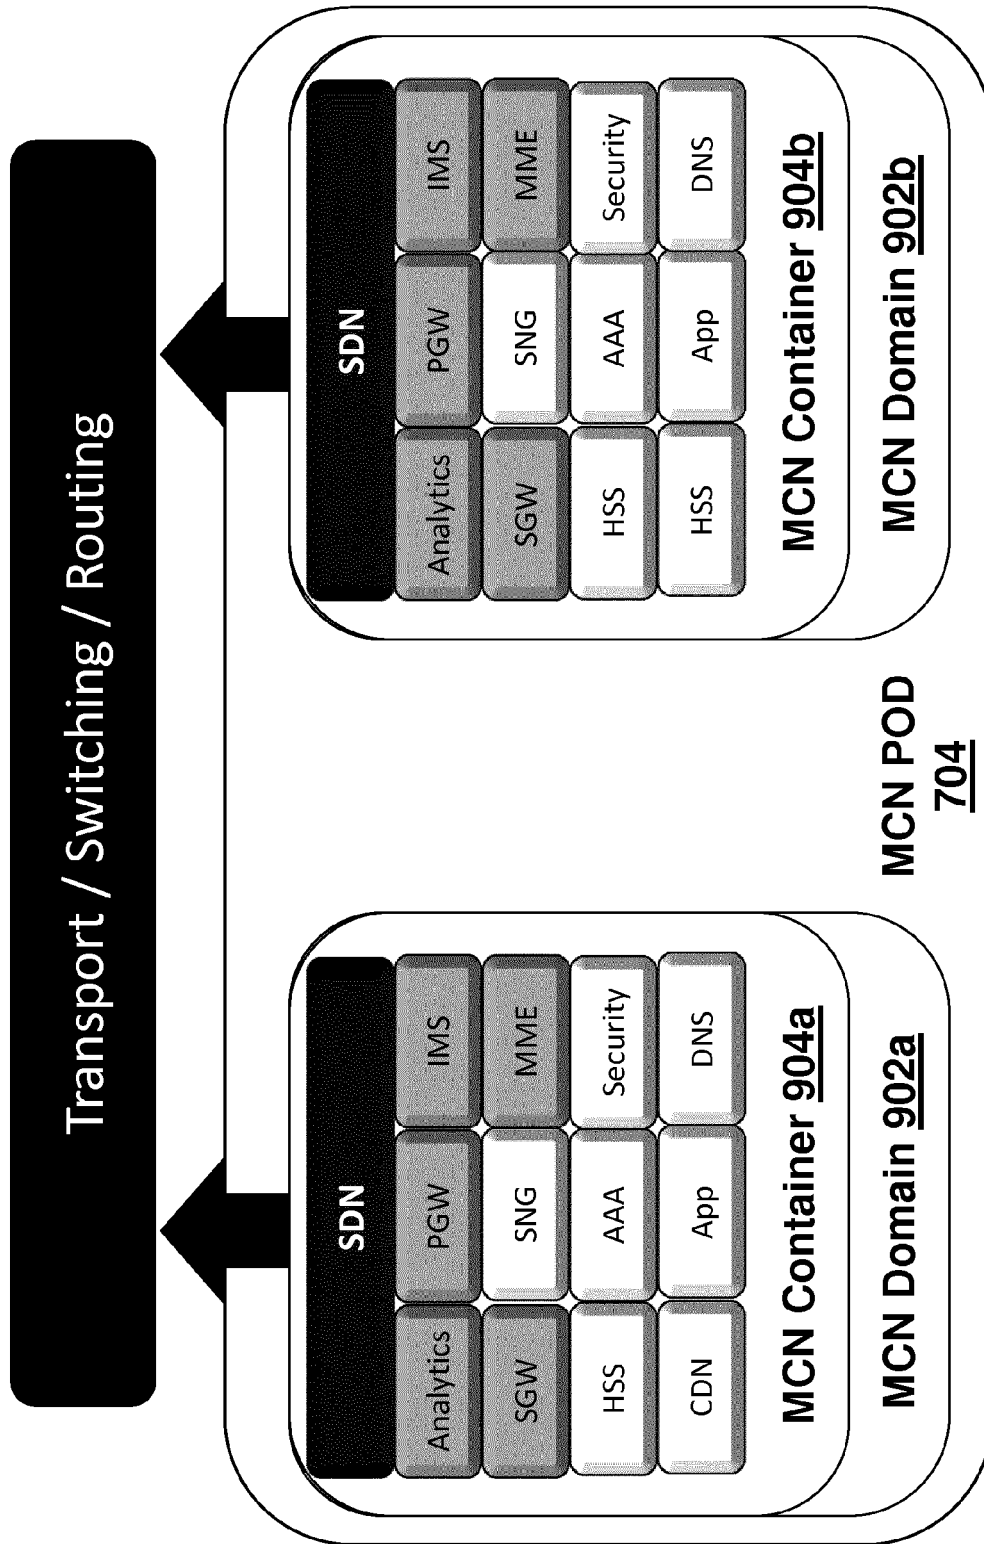 Transport / Switching / Routing
SDN
Analytics
PGW
IMS
SGW
SNG
MME
HSS
AAA
Security
CDN
App
DNS
MCN Container 904a
MCN Domain 902a
MCN POD
704
SDN
Analytics
PGW
IMS
SGW
SNG
MME
HSS
AAA
Security
HSS
App
DNS
MCN Container 904b
MCN Domain 902b